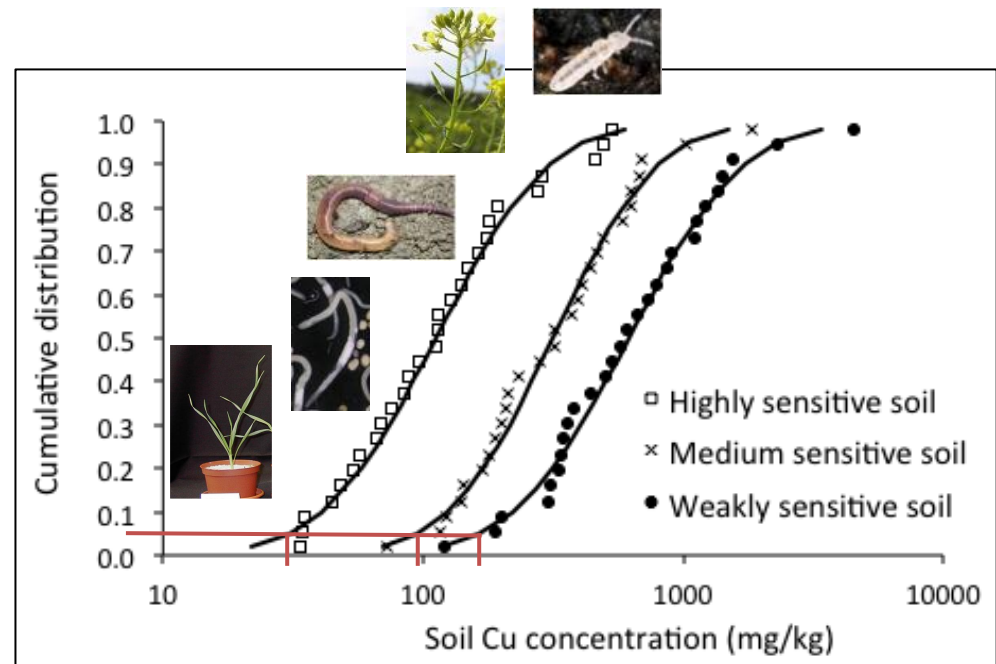 1.0
0.9
0.8
0.7
0.6
0.5
0.4
0.3
0.2
0.1
0.0
Cumulative distribution
Highly sensitive soil
Medium sensitive soil
Weakly sensitive soil
10 100 1000 10000
Soil Cu concentration (mg/kg)